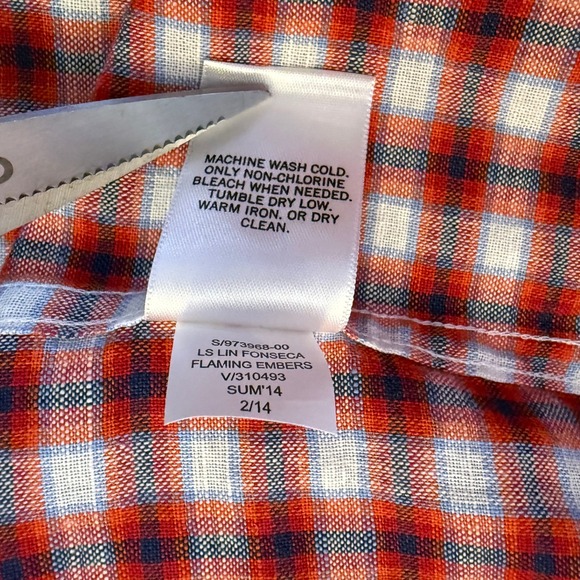 MACHINE WASH COLD.
ONLY NON-CHLORINE
BLEACH WHEN NEEDED.
TUMBLE DRY LOW.
WARM IRON. OR DRY
CLEAN.
S/973968-00
LS LIN FONSECA
FLAMING EMBERS
V/310493
SUM'14
2/14